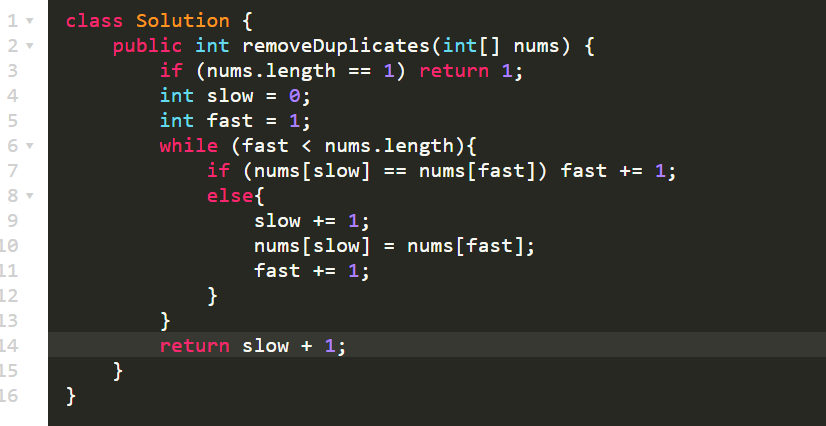 1 class Solution {
2     public int removeDuplicates(int[] nums) {
3         if (nums.length == 1) return 1;
4         int slow = 0;
5         int fast = 1;
6         while (fast < nums.length){
7             if (nums[slow] == nums[fast]) fast += 1;
8             else{
9                 slow += 1;
10                 nums[slow] = nums[fast];
11                 fast += 1;
12             }
13         }
14         return slow + 1;
15     }
16 }